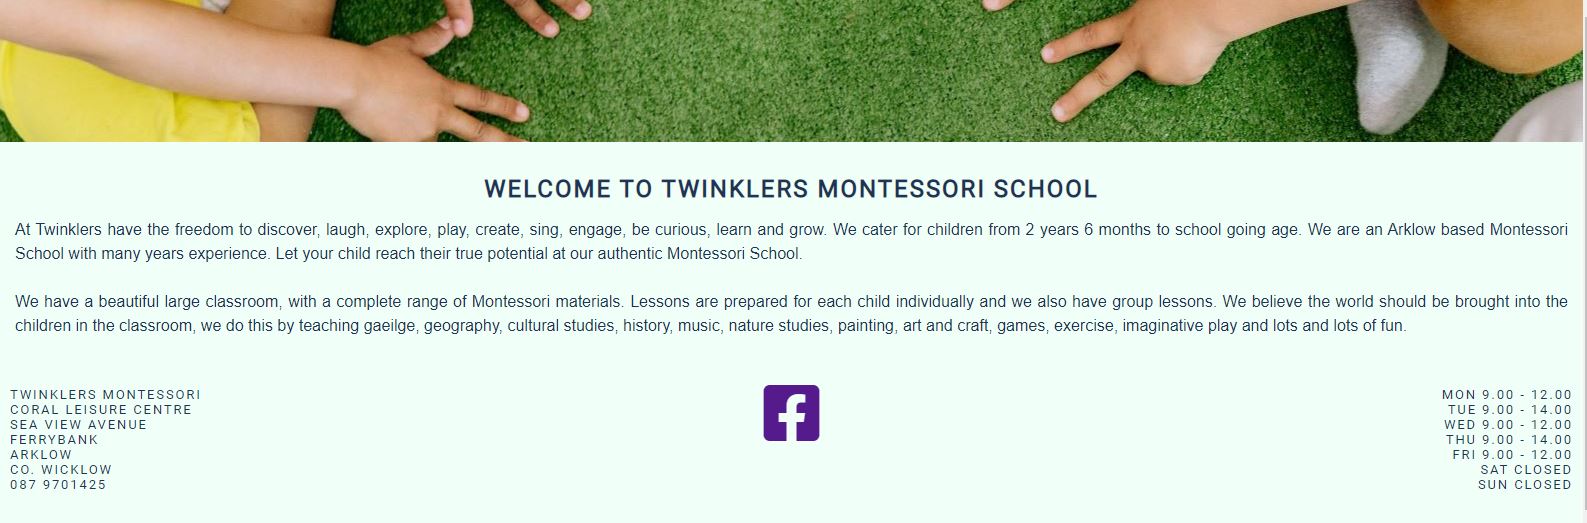 WELCOME TO TWINKLERS MONTESSORI SCHOOL
At Twinklers have the freedom to discover, laugh, explore, play, create, sing, engage, be curious, learn and grow. We cater for children from 2 years 6 months to school going age. We are an Arklow based Montessori
School with many years experience. Let your child reach their true potential at our authentic Montessori School.
We have a beautiful large classroom, with a complete range of Montessori materials. Lessons are prepared for each child individually and we also have group lessons. We believe the world should be brought into the
children in the classroom, we do this by teaching gaeilge, geography, cultural studies, history, music, nature studies, painting, art and craft, games, exercise, imaginative play and lots and lots of fun.
TWINKLERS MONTESSORI
CORAL LEISURE CENTRE
SEA VIEW AVENUE
FERRYBANK
ARKLOW
CO. WICKLOW
087 9701425
MON 9.00 - 12.00
TUE 9.00 - 14.00
WED 9.00 - 12.00
THU 9.00 - 14.00
FRI 9.00 - 12.00
SAT CLOSED
SUN CLOSED